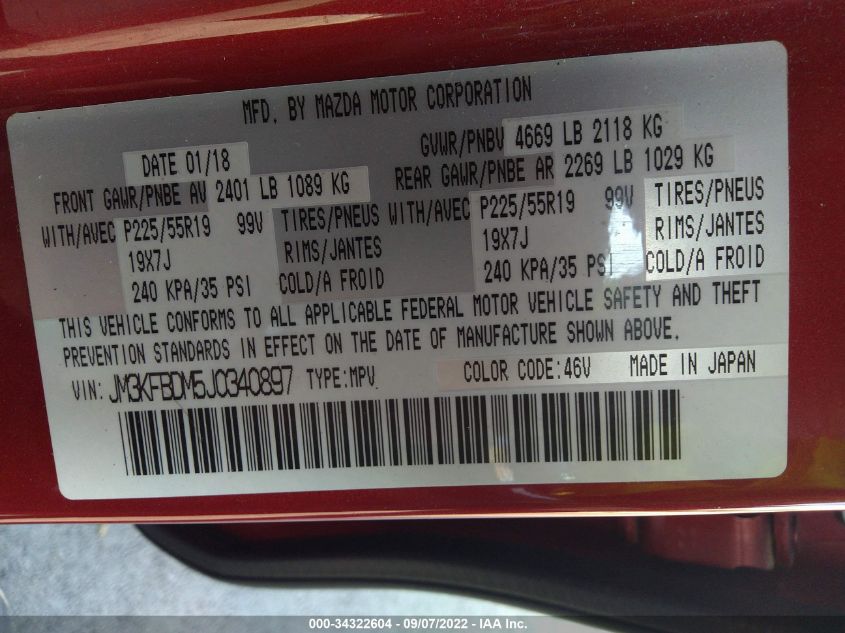 MFD. BY MAZDA MOTOR CORPORATION
DATE 01/18 GVWR/PNBV 4669 LB 2118 KG
FRONT GAWR/PNBE AV 2401 LB 1089 KG REAR GAWR/PNBE AR 2269 LB 1029 KG
WITH/AVEC P225/55R19 99V TIRES/PNEUS WITH/AVEC P225/55R19 99V TIRES/PNEUS
19X7J RIMS/JANTES 19X7J RIMS/JANTES
240 KPA/35 PSI COLD/A FROID 240 KPA/35 PSI COLD/A FROID
THIS VEHICLE CONFORMS TO ALL APPLICABLE FEDERAL MOTOR VEHICLE SAFETY AND THEFT
PREVENTION STANDARDS IN EFFECT ON THE DATE OF MANUFACTURE SHOWN ABOVE.
VIN: JM3KFBDM5J0340897 TYPE:MPV COLOR CODE:46V MADE IN JAPAN
000-34322604 - 09/07/2022 - IAA Inc.